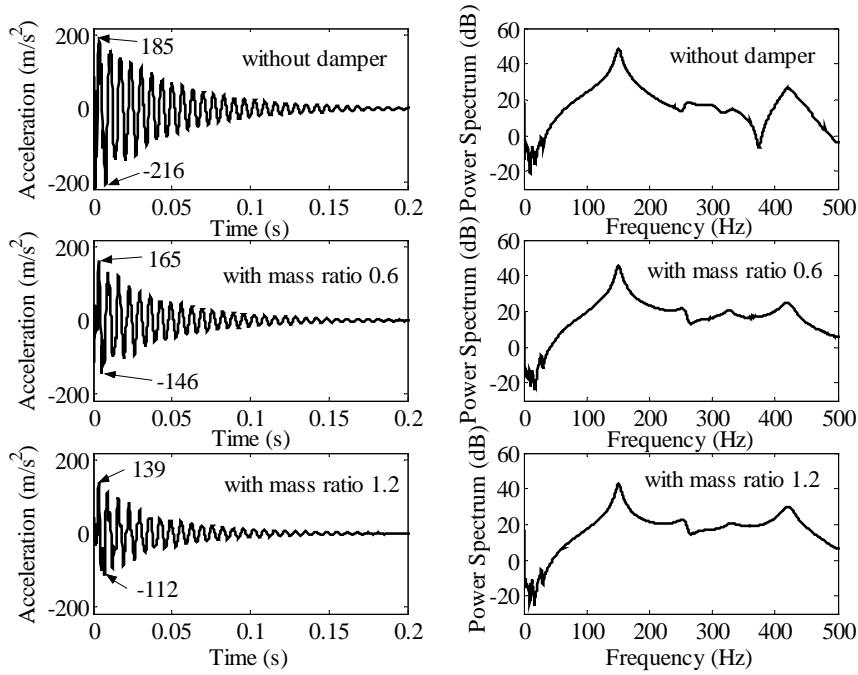 Acceleration (m/s²)
200
0
-200
185
-216
without damper
0 0.05 0.1 0.15 0.2
Time (s)
Power Spectrum (dB)
60
40
20
0
-20
without damper
0 100 200 300 400 500
Frequency (Hz)
Acceleration (m/s²)
200
0
-200
165
-146
with mass ratio 0.6
0 0.05 0.1 0.15 0.2
Time (s)
Power Spectrum (dB)
60
40
20
0
-20
with mass ratio 0.6
0 100 200 300 400 500
Frequency (Hz)
Acceleration (m/s²)
200
0
-200
139
-112
with mass ratio 1.2
0 0.05 0.1 0.15 0.2
Time (s)
Power Spectrum (dB)
60
40
20
0
-20
with mass ratio 1.2
0 100 200 300 400 500
Frequency (Hz)